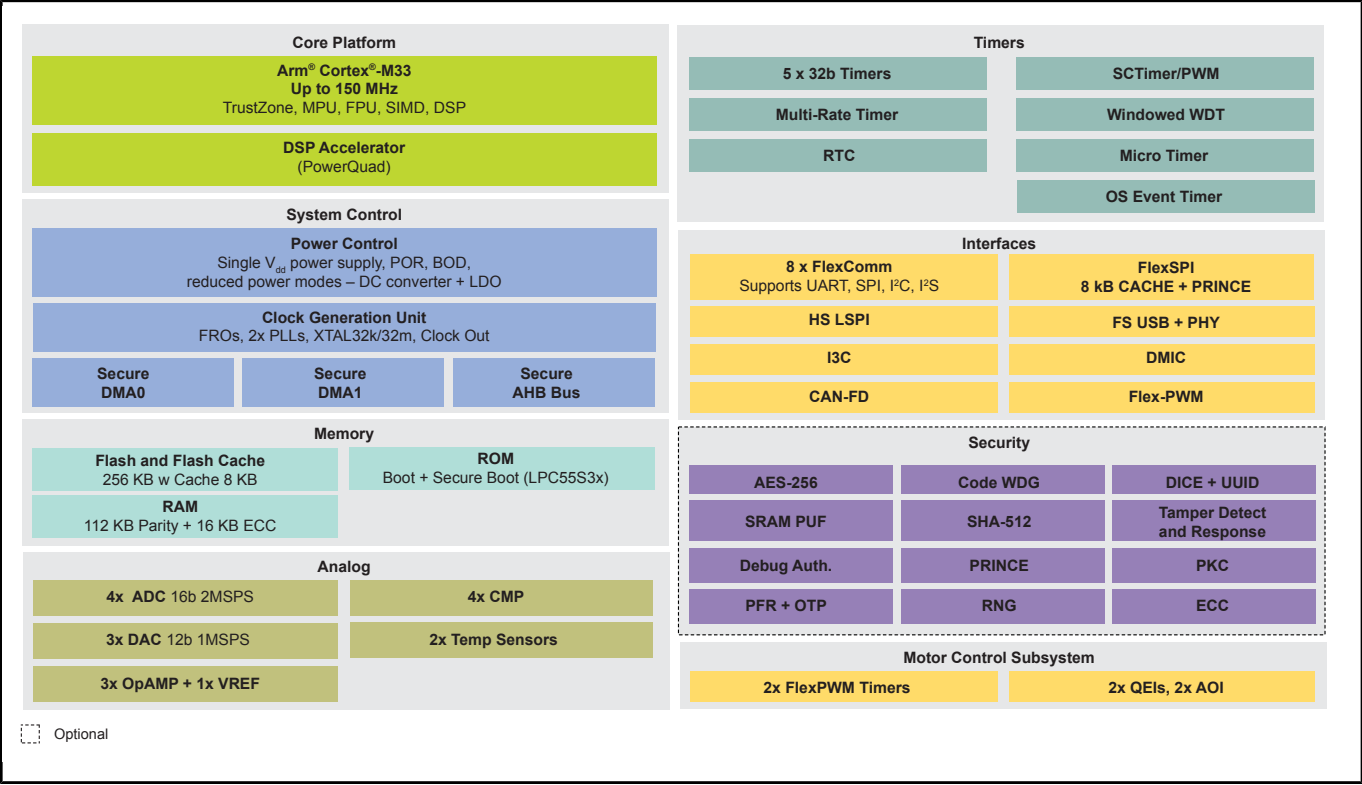 Core Platform
Arm® Cortex®-M33
Up to 150 MHz
TrustZone, MPU, FPU, SIMD, DSP
DSP Accelerator
(PowerQuad)
System Control
Power Control
Single Vdd power supply, POR, BOD,
reduced power modes – DC converter + LDO
Clock Generation Unit
FROs, 2x PLLs, XTAL32k/32m, Clock Out
Secure
DMA0
Secure
DMA1
Secure
AHB Bus
Memory
Flash and Flash Cache
256 KB w Cache 8 KB
ROM
Boot + Secure Boot (LPC55S3x)
RAM
112 KB Parity + 16 KB ECC
Analog
4x ADC 16b 2MSPS
4x CMP
3x DAC 12b 1MSPS
2x Temp Sensors
3x OpAMP + 1x VREF
Timers
5 x 32b Timers
SCTimer/PWM
Multi-Rate Timer
Windowed WDT
RTC
Micro Timer
OS Event Timer
Interfaces
8 x FlexComm
Supports UART, SPI, I²C, I²S
FlexSPI
8 kB CACHE + PRINCE
HS LSPI
FS USB + PHY
I3C
DMIC
CAN-FD
Flex-PWM
Security
AES-256
Code WDG
DICE + UUID
SRAM PUF
SHA-512
Tamper Detect
and Response
Debug Auth.
PRINCE
PKC
PFR + OTP
RNG
ECC
Motor Control Subsystem
2x FlexPWM Timers
2x QEIs, 2x AOI
Optional